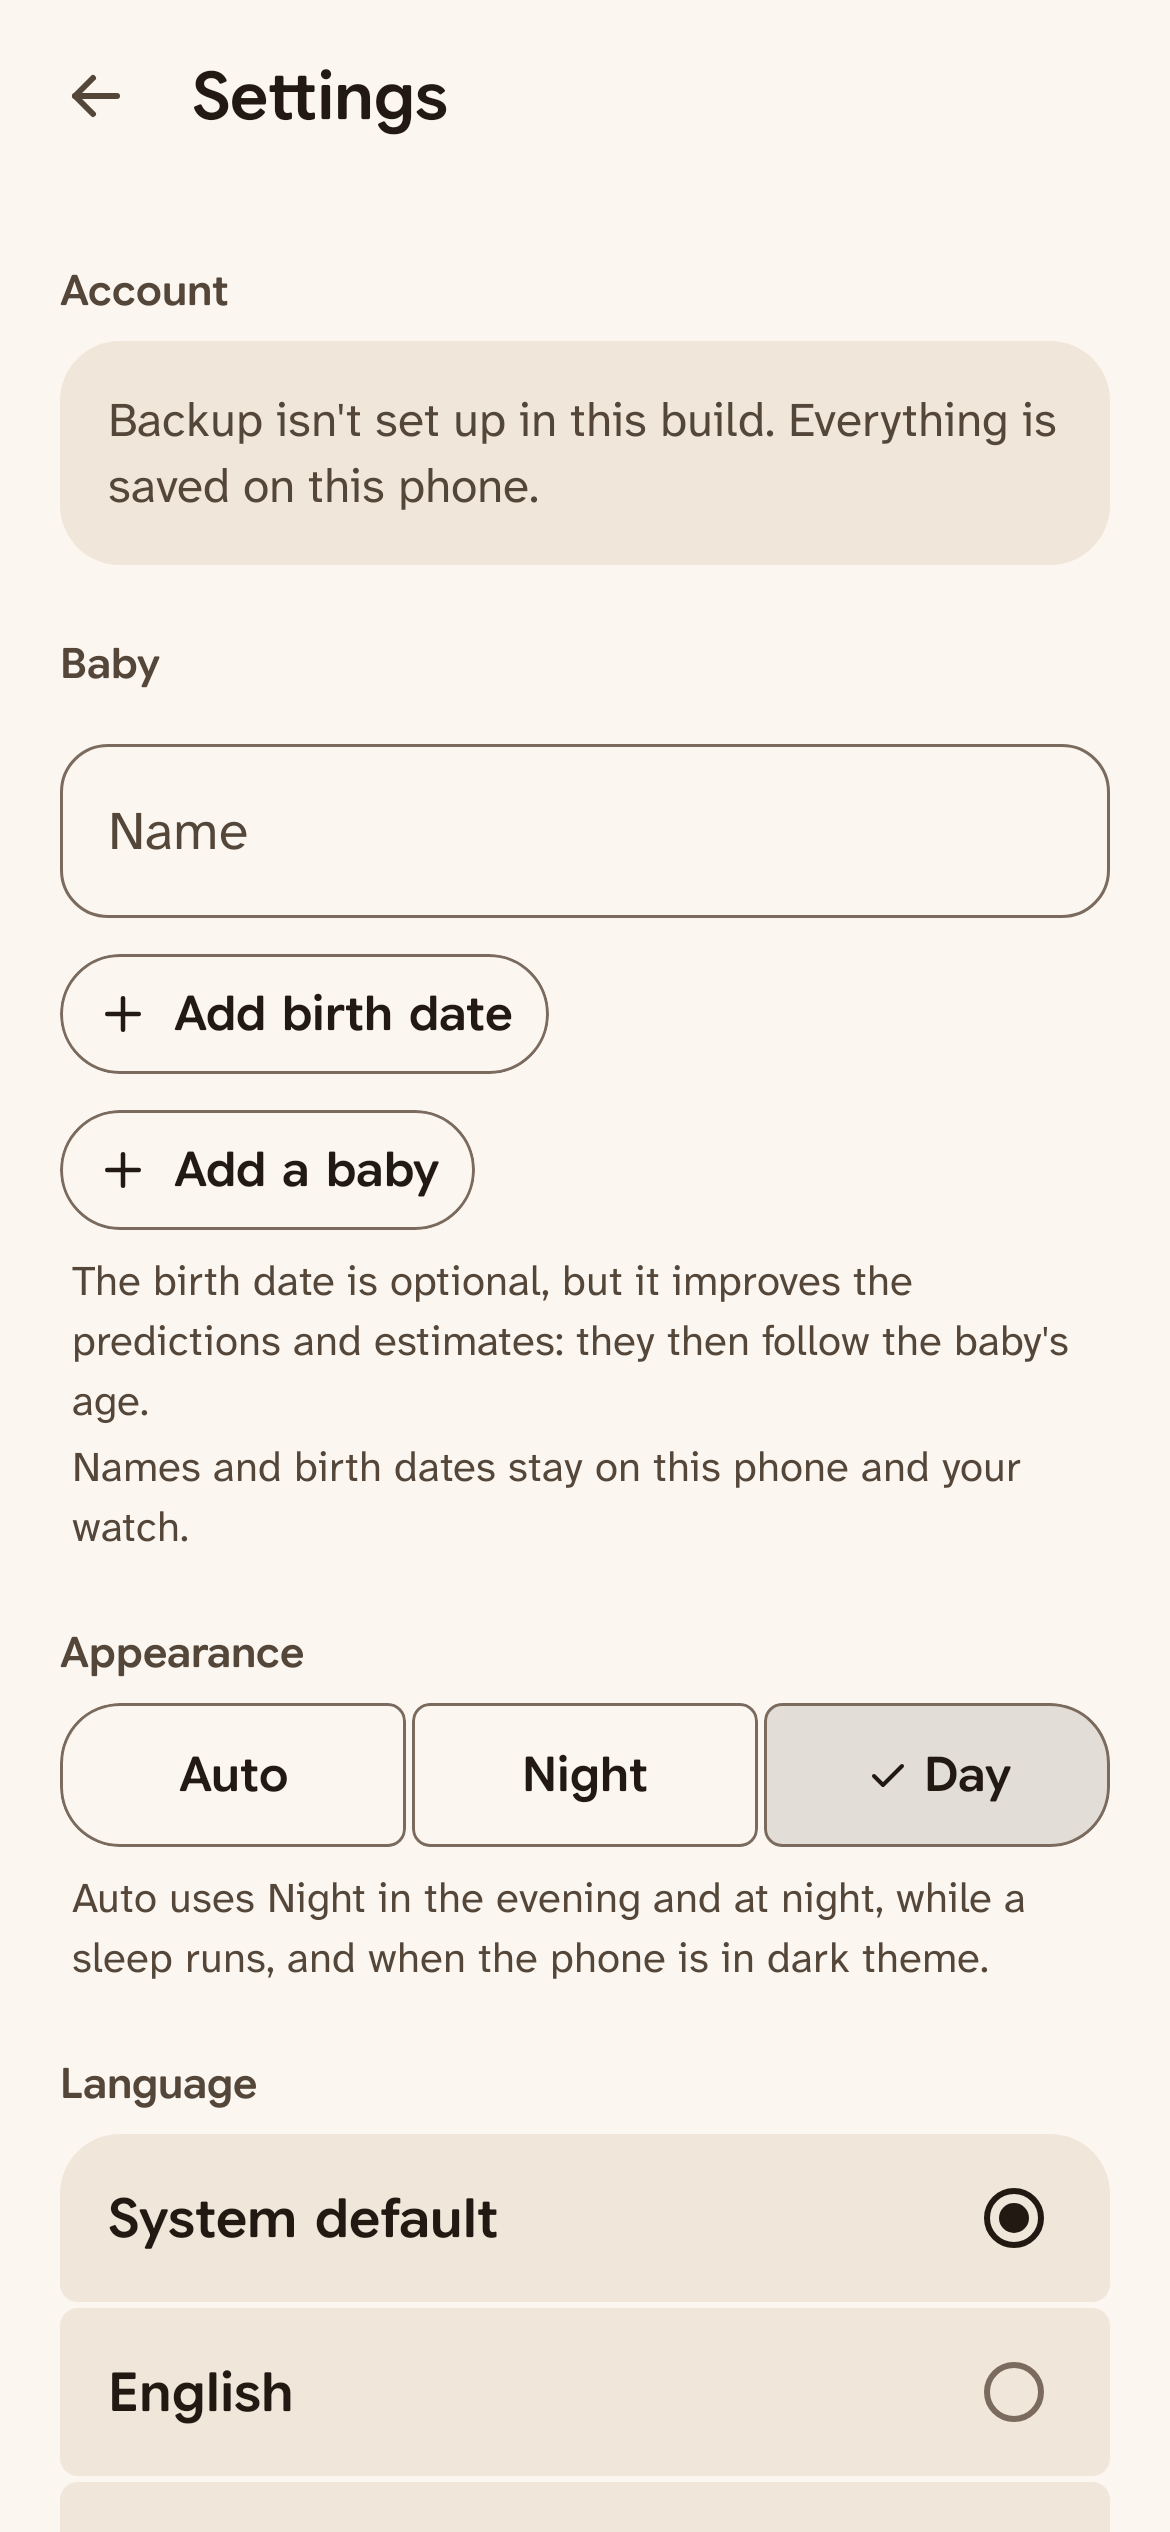 Settings
Account
Backup isn't set up in this build. Everything is
saved on this phone.
Baby
Name
Add birth date
Add a baby
The birth date is optional, but it improves the
predictions and estimates: they then follow the baby's
age.
Names and birth dates stay on this phone and your
watch.
Appearance
Auto
Night
Day
Auto uses Night in the evening and at night, while a
sleep runs, and when the phone is in dark theme.
Language
System default
English